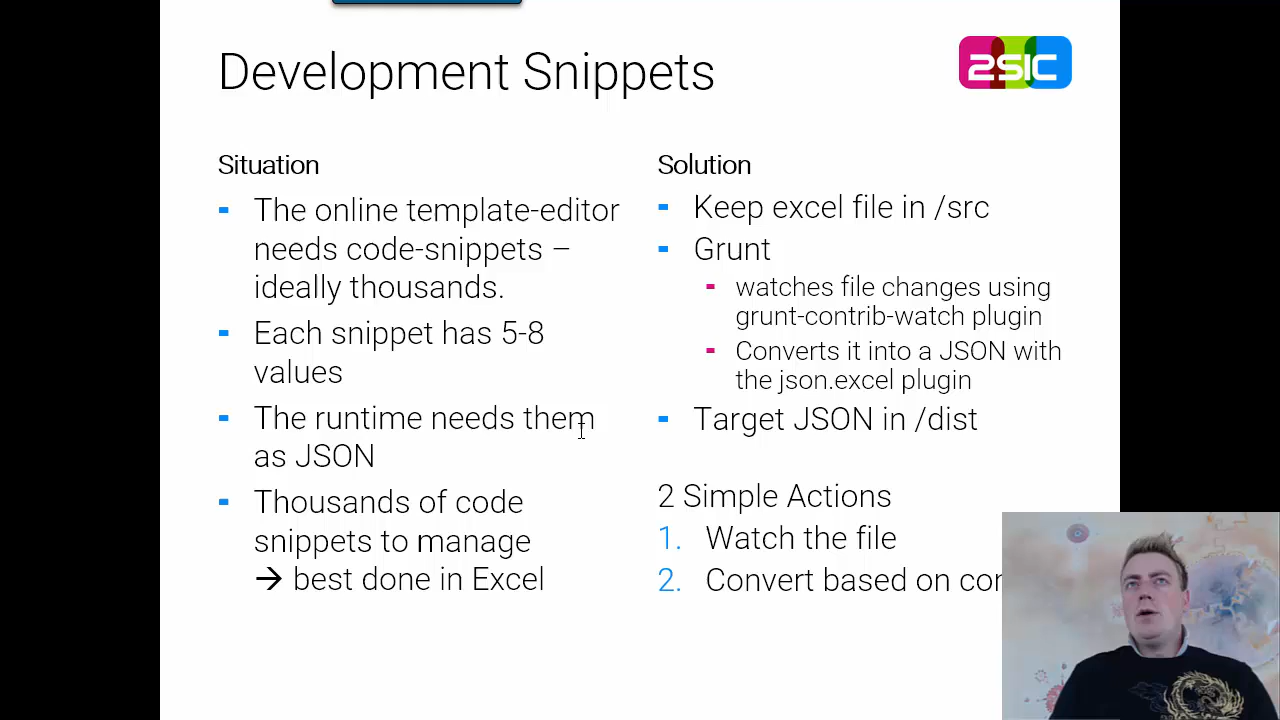 Development Snippets
2SIC
Situation
The online template-editor
needs code-snippets –
ideally thousands.
Each snippet has 5-8
values
The runtime needs them
as JSON
Thousands of code
snippets to manage
→ best done in Excel
Solution
Keep excel file in /src
Grunt
watches file changes using
grunt-contrib-watch plugin
Converts it into a JSON with
the json.excel plugin
Target JSON in /dist
2 Simple Actions
1. Watch the file
2. Convert based on